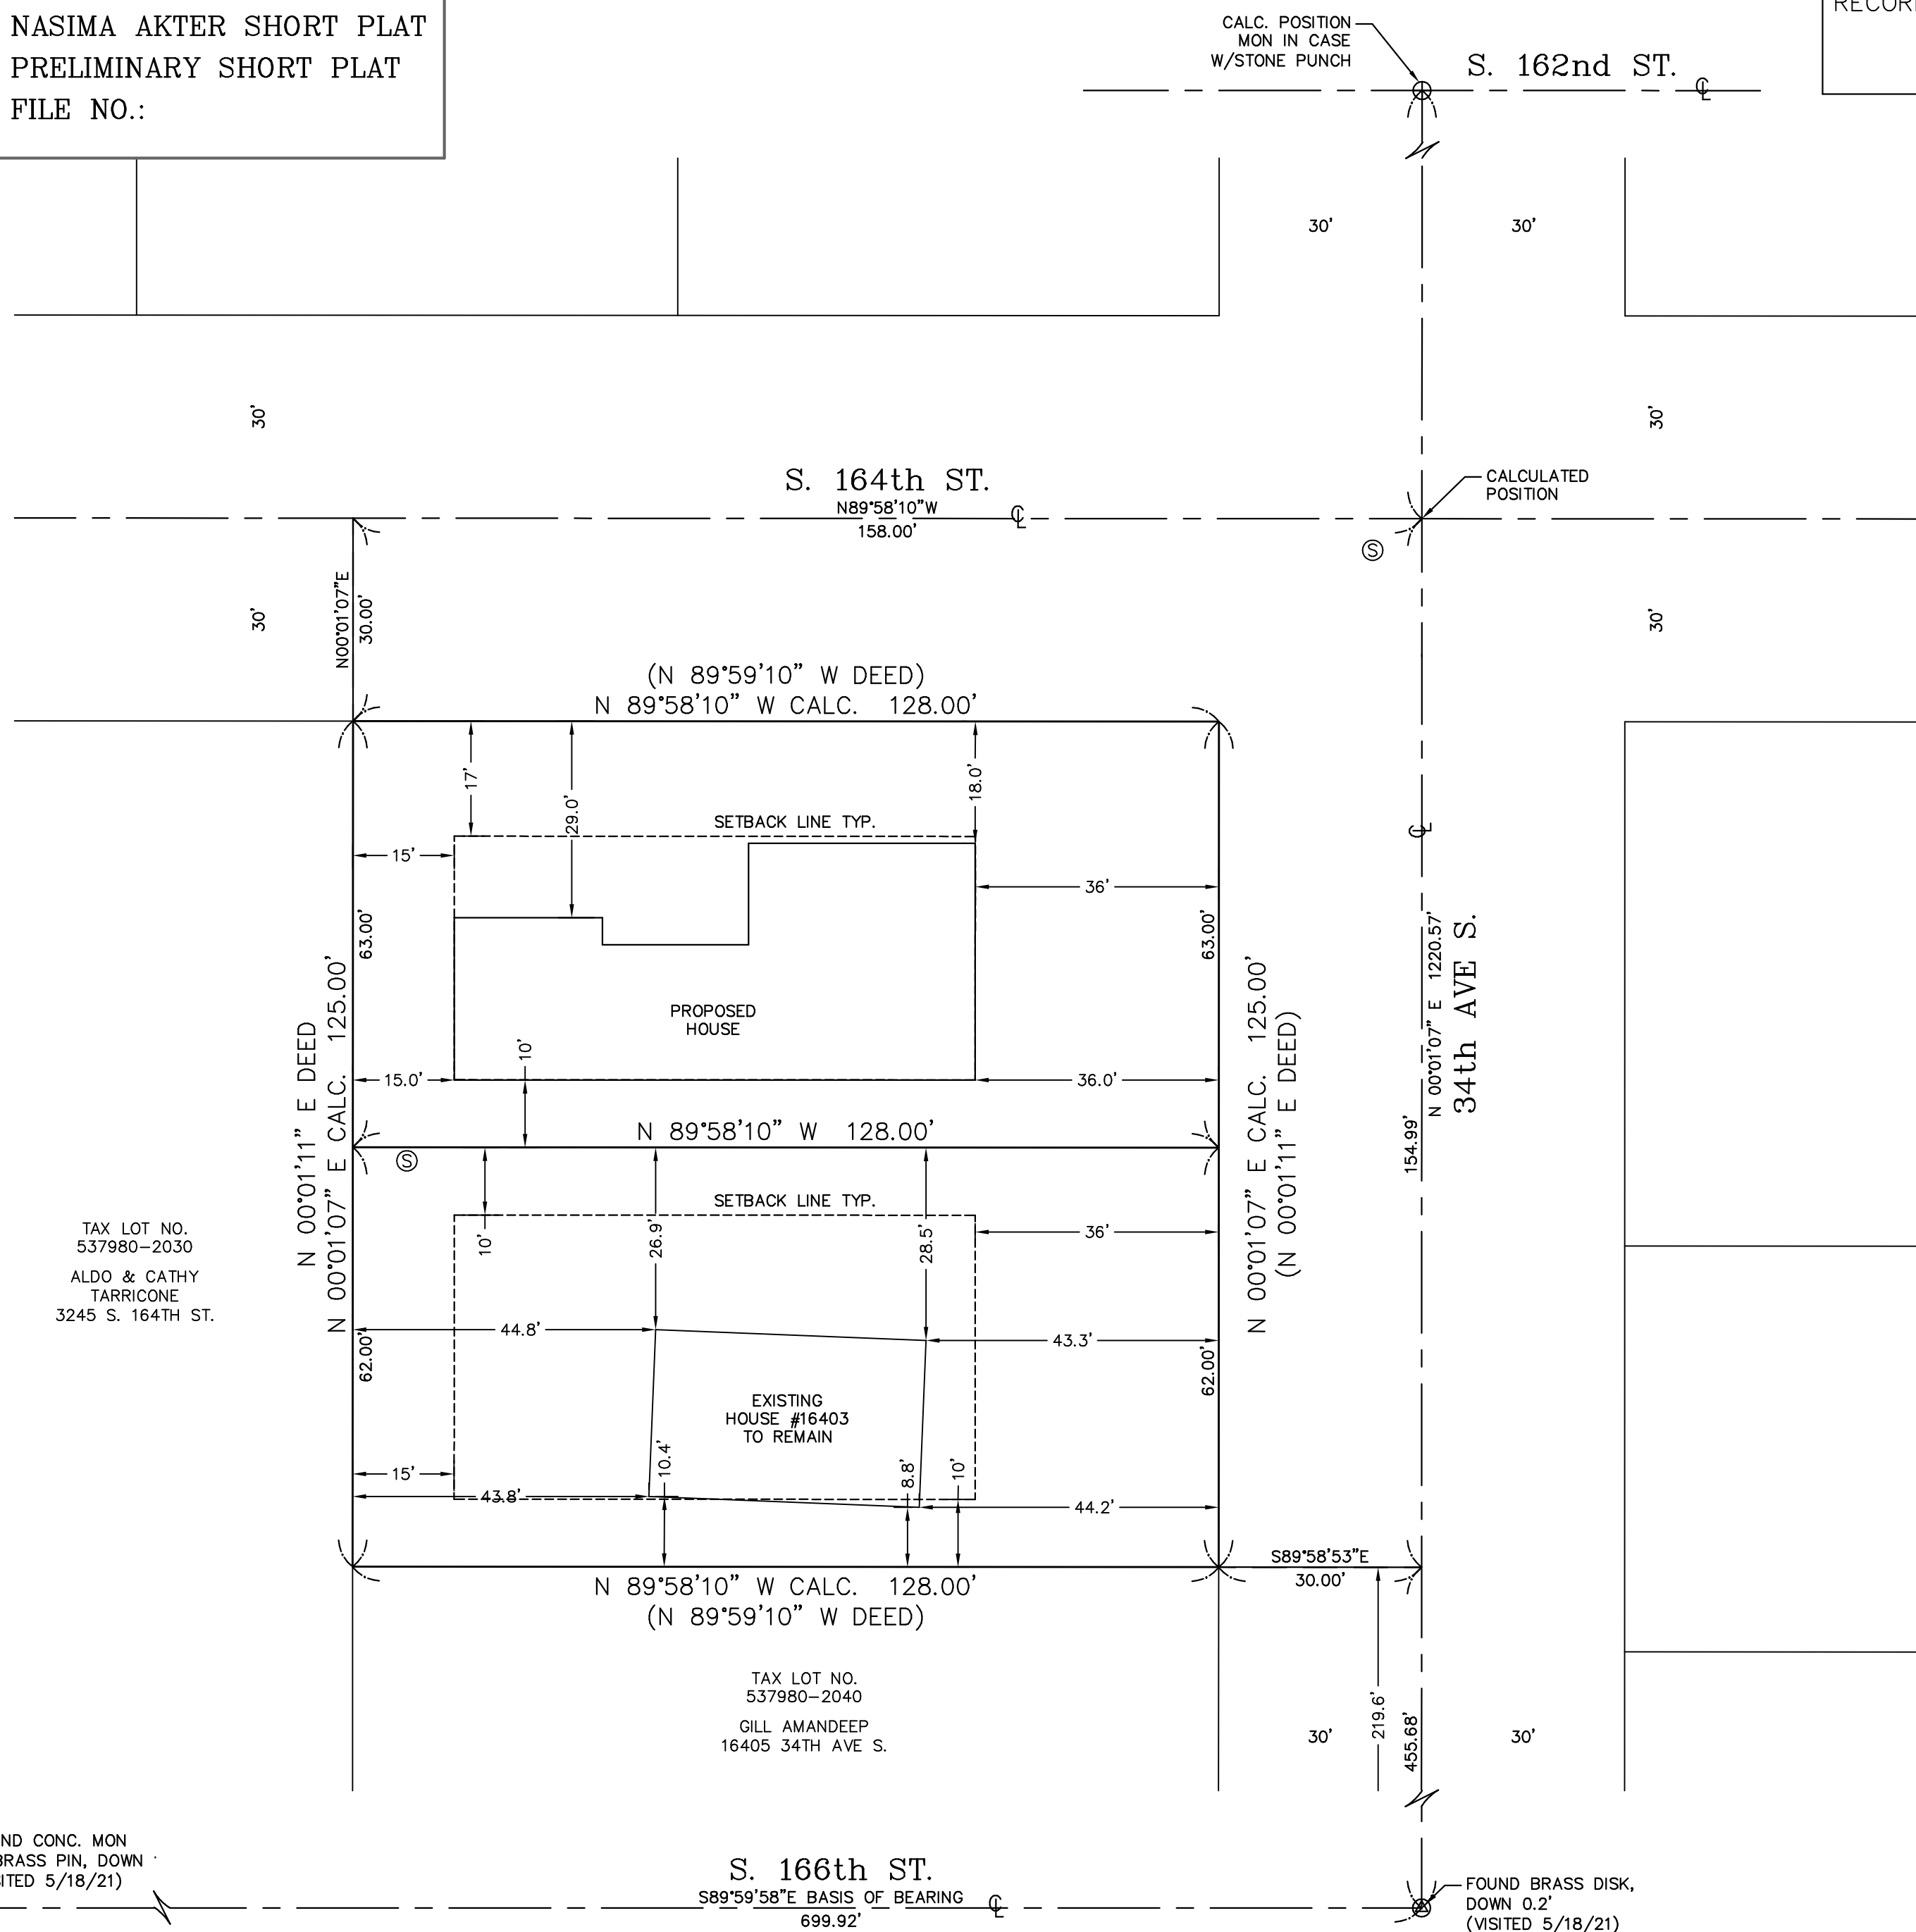 NASIMA AKTER SHORT PLAT
PRELIMINARY SHORT PLAT
FILE NO.:
CALC. POSITION
MON IN CASE
W/STONE PUNCH
S. 162nd ST.
30'
30'
30'
30'
S. 164th ST.
N89°58'10"W
158.00'
CALCULATED
POSITION
S
30'
N00°01'07"E
30.00'
30'
(N 89°59'10" W DEED)
N 89°58'10" W CALC. 128.00'
17'
29.0'
18.0'
SETBACK LINE TYP.
15'
36'
63.00'
63.00'
PROPOSED
HOUSE
10'
15.0'
36.0'
N 00°01'11" E DEED
N 00°01'07" E CALC. 125.00'
N 00°01'07" E CALC. 125.00'
(N 00°01'11" E DEED)
154.99'
N 00°01'07" E 1220.57'
34th AVE S.
N 89°58'10" W 128.00'
S
SETBACK LINE TYP.
10'
26.9'
28.5'
36'
TAX LOT NO.
537980-2030
ALDO & CATHY
TARRICONE
3245 S. 164TH ST.
44.8'
43.3'
62.00'
62.00'
EXISTING
HOUSE #16403
TO REMAIN
15'
10.4'
8.8'
10'
43.8'
44.2'
S89°58'53"E
30.00'
N 89°58'10" W CALC. 128.00'
(N 89°59'10" W DEED)
TAX LOT NO.
537980-2040
GILL AMANDEEP
16405 34TH AVE S.
30'
219.6'
455.68'
30'
ND CONC. MON
BRASS PIN, DOWN
ITED 5/18/21)
S. 166th ST.
S89°59'58"E BASIS OF BEARING
699.92'
FOUND BRASS DISK,
DOWN 0.2'
(VISITED 5/18/21)